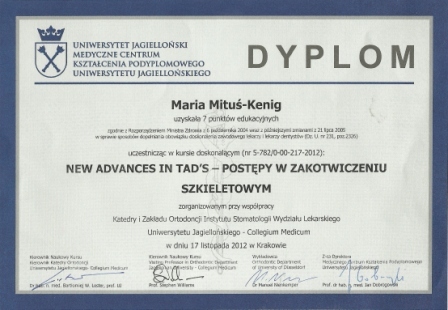 UNIWERSYTET JAGIELLOŃSKI
MEDYCZNE CENTRUM
KSZTAŁCENIA PODYPLOMOWEGO
UNIWERSYTETU JAGIELLOŃSKIEGO
DYPLOM
Maria Mituś-Kenig
uzyskała 7 punktów edukacyjnych
zgodnie z Rozporządzeniem Ministra Zdrowia z 6 października 2004 wraz z późniejszymi zmianami z 21 lipca 2006
w sprawie sposobów dopełniania obowiązku doskonalenia zawodowego lekarzy i lekarzy dentystów (Dz. U. nr 231, poz.2326)
uczestnicząc w kursie doskonalącym (nr 5-782/0-00-217-2012):
NEW ADVANCES IN TAD'S – POSTĘPY W ZAKOTWICZENIU
SZKIELETOWYM
zorganizowanym przy współpracy
Katedry i Zakładu Ortodoncji Instytutu Stomatologii Wydziału Lekarskiego
Uniwersytetu Jagiellońskiego - Collegium Medicum
w dniu 17 listopada 2012 w Krakowie
Kierownik Naukowy Kursu
Kierownik Katedry Ortodoncji
Uniwersytetu Jagiellońskiego - Collegium Medicum
Dr hab. n. med. Bartłomiej W. Loster, prof. UJ
Kierownik Naukowy Kursu
Visiting Professor in Orthodontic Department
University - Collegium Medicum
Prof. Stephen Williams
Wykładowca
Orthodontic Department
Dr Manuel Nienkemper
Z-ca Dyrektora
Medycznego Centrum Kształcenia Podyplomowego
Uniwersytetu Jagiellońskiego
Prof. dr hab. n. med. Jan Dobrogowski